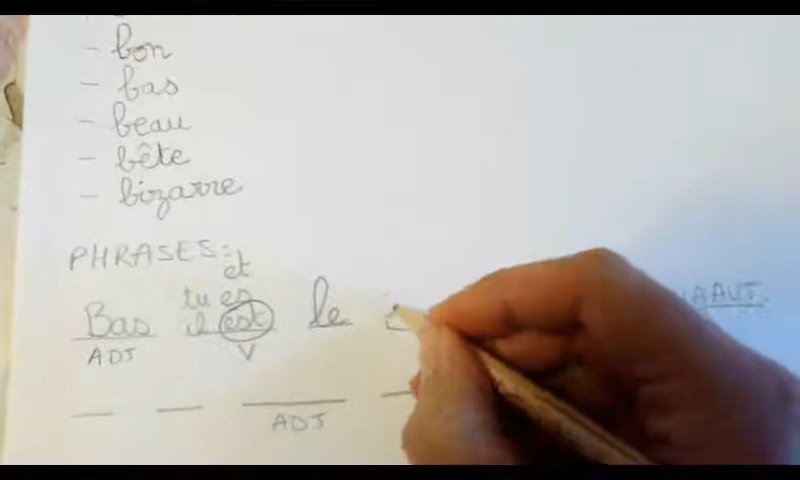 - bon
- bas
- beau
- bête
- bizarre
PHRASES:
et
tu es
Bas il est le
ADJ V
ADJ